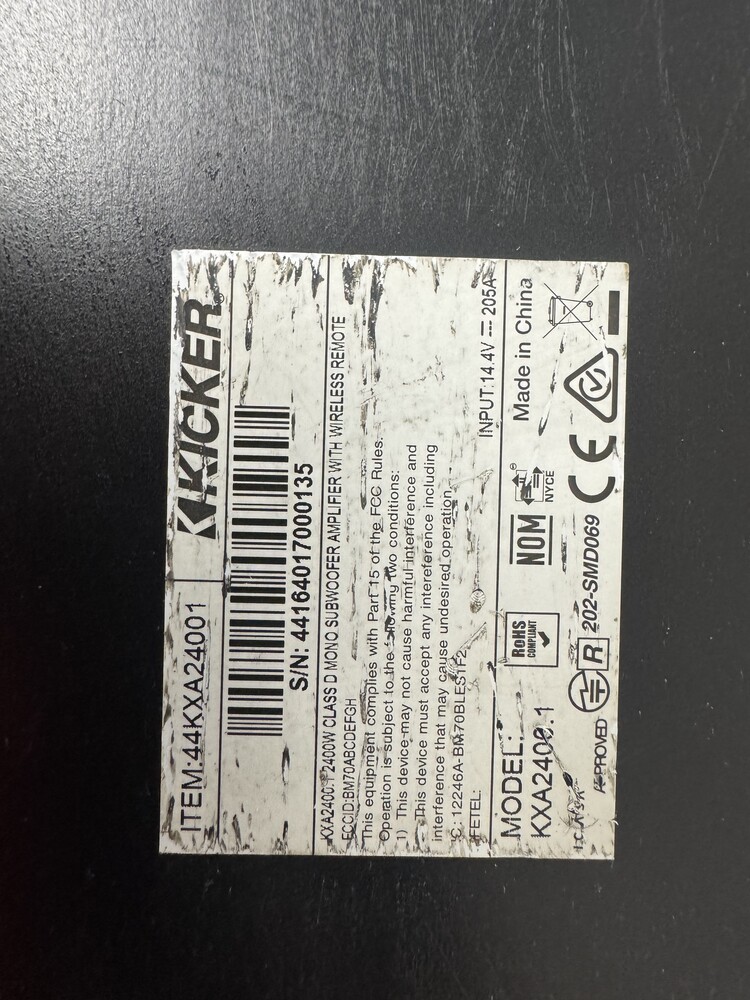 ITEM:44KXA24001
KICKER®
S/N: 44164017000135
KXA2400.1 2400W CLASS D MONO SUBWOOFER AMPLIFIER WITH WIRELESS REMOTE
FCCID:BM70ABCDEFGH
This equipment complies with Part 15 of the FCC Rules.
Operation is subject to the following two conditions:
1) This device may not cause harmful interference and
This device must accept any intereference including
interference that may cause undesired operation.
IC: 12246A-BM70BLES1F2
IFETEL:
INPUT:14.4V 205A
MODEL:
KXA2400.1
RoHS
COMPLIANT
NOM
NYCE
Made in China
APPROVED
R 202-SMD069
CE